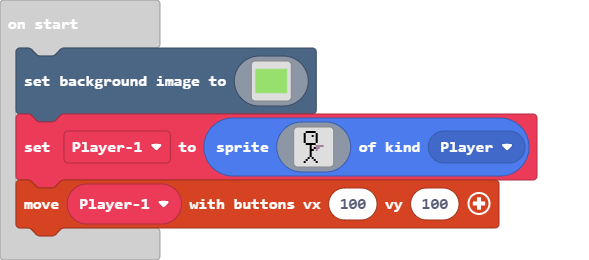 on start
set background image to
set Player-1 to sprite of kind Player
move Player-1 with buttons vx 100 vy 100